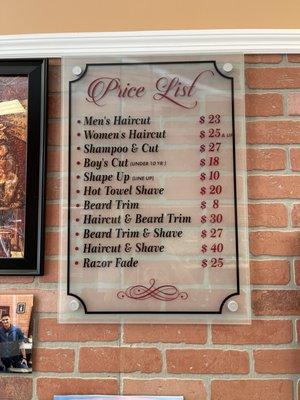 Price List
• Men's Haircut $ 23
• Women's Haircut $ 25 & UP
• Shampoo & Cut $ 27
• Boy's Cut (UNDER 10 YR) $ 18
• Shape Up (LINE UP) $ 10
• Hot Towel Shave $ 20
• Beard Trim $ 8
• Haircut & Beard Trim $ 30
• Beard Trim & Shave $ 27
• Haircut & Shave $ 40
• Razor Fade $ 25